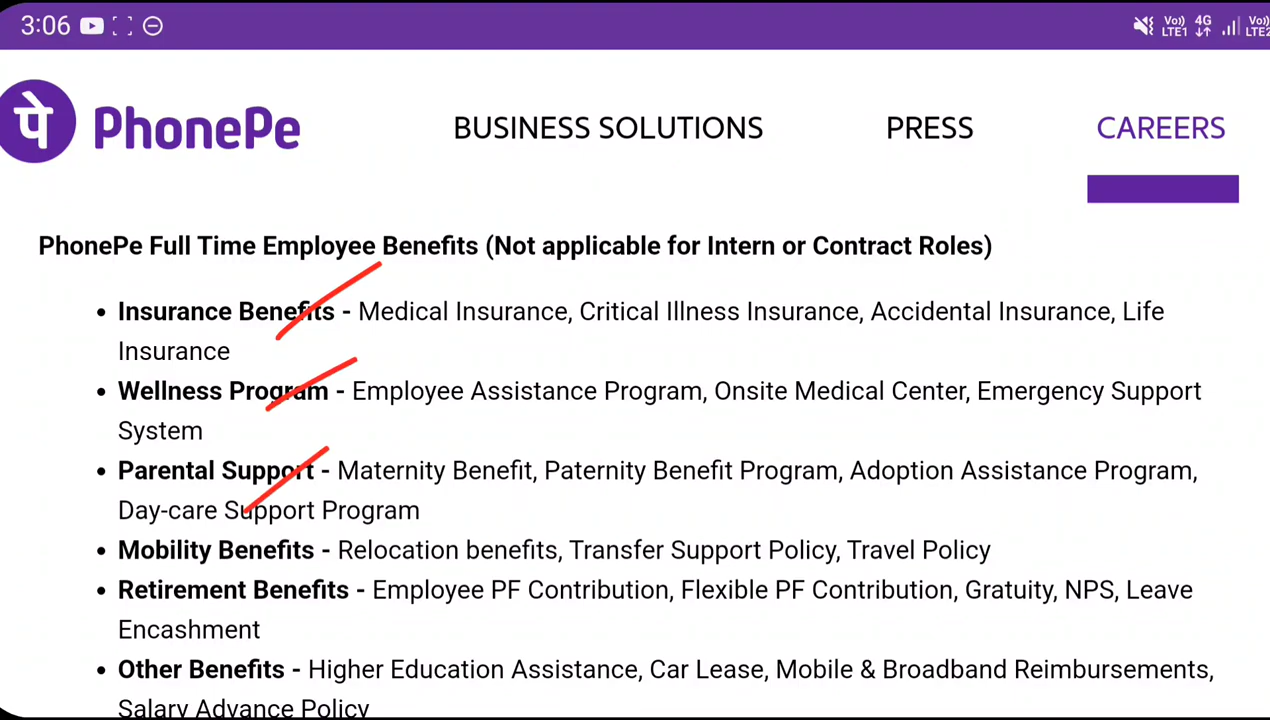 3:06
Vo)) LTE1 4G Vo)) LTE2
पे PhonePe
BUSINESS SOLUTIONS
PRESS
CAREERS
PhonePe Full Time Employee Benefits (Not applicable for Intern or Contract Roles)
• Insurance Benefits - Medical Insurance, Critical Illness Insurance, Accidental Insurance, Life
Insurance
• Wellness Program - Employee Assistance Program, Onsite Medical Center, Emergency Support
System
• Parental Support - Maternity Benefit, Paternity Benefit Program, Adoption Assistance Program,
Day-care Support Program
• Mobility Benefits - Relocation benefits, Transfer Support Policy, Travel Policy
• Retirement Benefits - Employee PF Contribution, Flexible PF Contribution, Gratuity, NPS, Leave
Encashment
• Other Benefits - Higher Education Assistance, Car Lease, Mobile & Broadband Reimbursements,
Salary Advance Policy